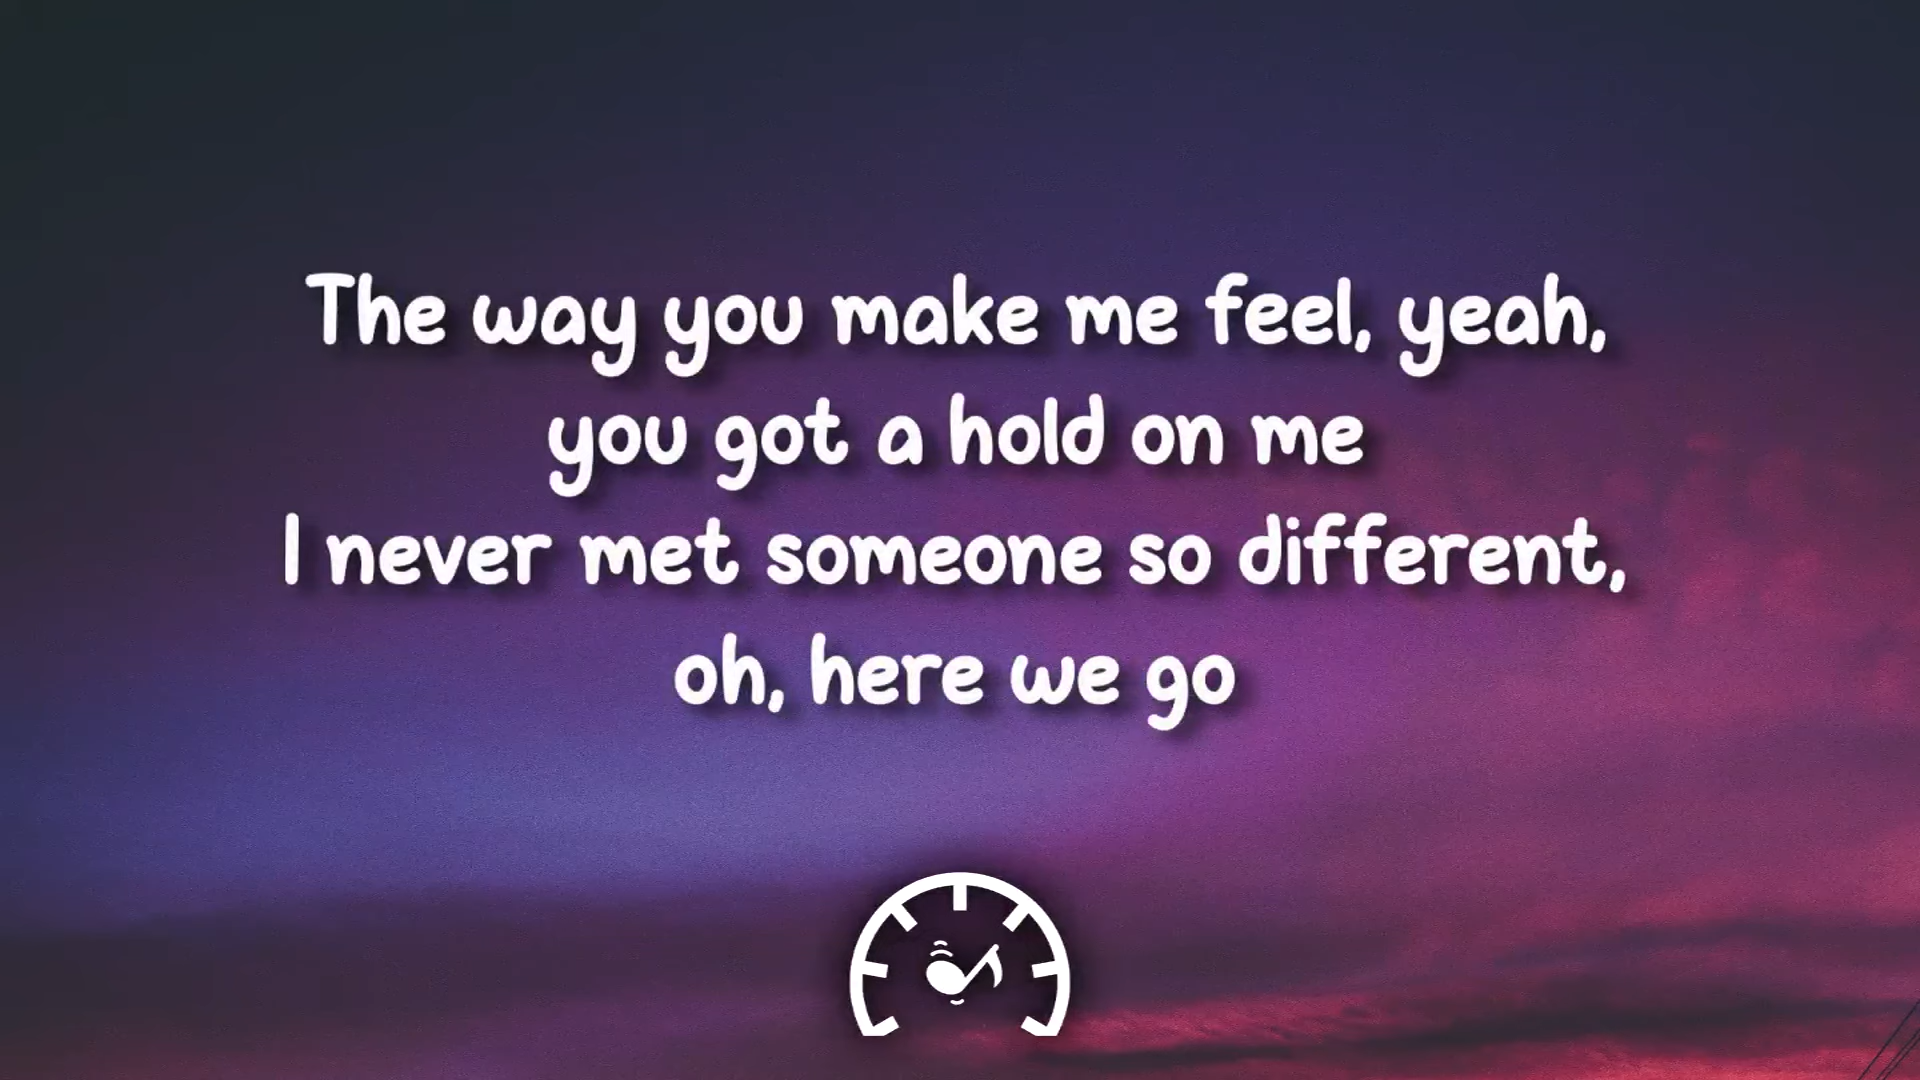 The way you make me feel, yeah,
you got a hold on me
I never met someone so different,
oh, here we go